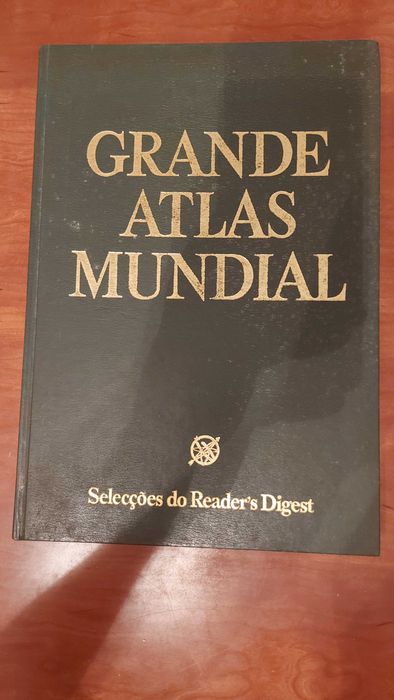 GRANDE
ATLAS
MUNDIAL
Selecções do Reader's Digest